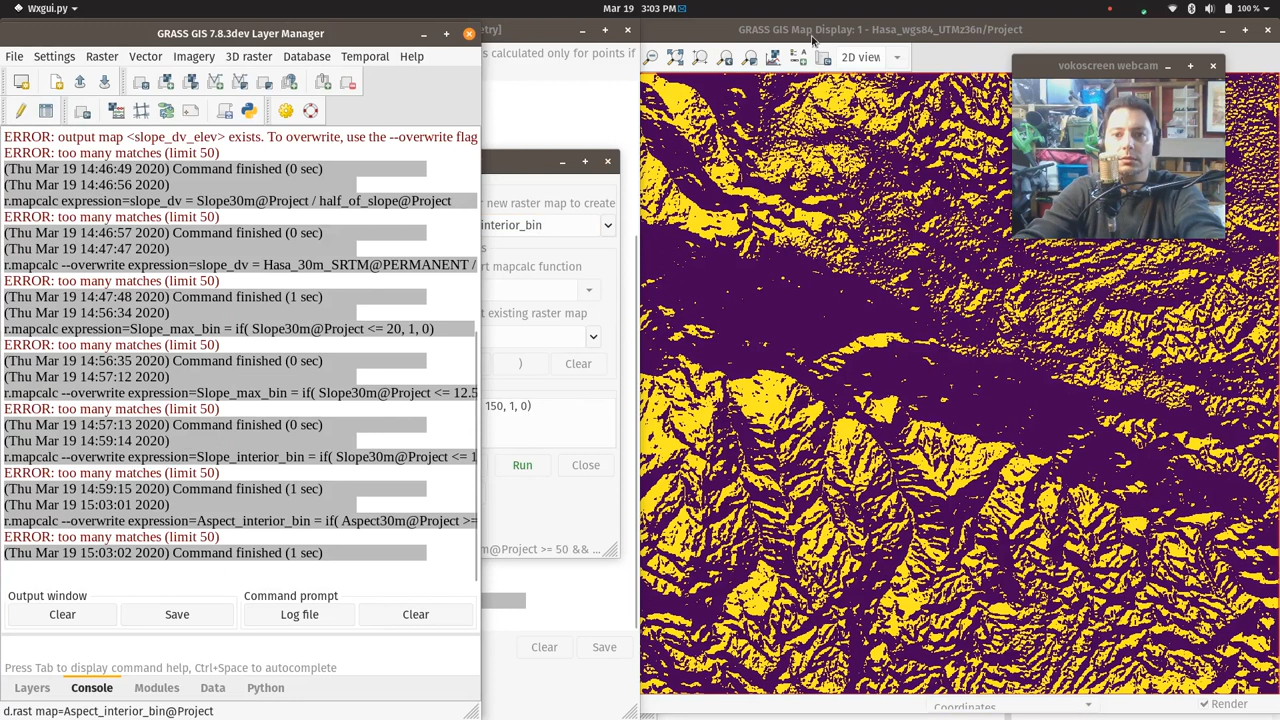 Wxgui.py
Mar 19 3:03 PM
100 %
GRASS GIS 7.8.3dev Layer Manager
File Settings Raster Vector Imagery 3D raster Database Temporal Help
ERROR: output map <slope_dv_elev> exists. To overwrite, use the --overwrite flag
ERROR: too many matches (limit 50)
(Thu Mar 19 14:46:49 2020) Command finished (0 sec)
(Thu Mar 19 14:46:56 2020)
r.mapcalc expression=slope_dv = Slope30m@Project / half_of_slope@Project
ERROR: too many matches (limit 50)
(Thu Mar 19 14:46:57 2020) Command finished (0 sec)
(Thu Mar 19 14:47:47 2020)
r.mapcalc --overwrite expression=slope_dv = Hasa_30m_SRTM@PERMANENT /
ERROR: too many matches (limit 50)
(Thu Mar 19 14:47:48 2020) Command finished (1 sec)
(Thu Mar 19 14:56:34 2020)
r.mapcalc expression=Slope_max_bin = if( Slope30m@Project <= 20, 1, 0)
ERROR: too many matches (limit 50)
(Thu Mar 19 14:56:35 2020) Command finished (0 sec)
(Thu Mar 19 14:57:12 2020)
r.mapcalc --overwrite expression=Slope_max_bin = if( Slope30m@Project <= 12.5
ERROR: too many matches (limit 50)
(Thu Mar 19 14:57:13 2020) Command finished (0 sec)
(Thu Mar 19 14:59:14 2020)
r.mapcalc --overwrite expression=Slope_interior_bin = if( Slope30m@Project <= 1
ERROR: too many matches (limit 50)
(Thu Mar 19 14:59:15 2020) Command finished (1 sec)
(Thu Mar 19 15:03:01 2020)
r.mapcalc --overwrite expression=Aspect_interior_bin = if( Aspect30m@Project >=
ERROR: too many matches (limit 50)
(Thu Mar 19 15:03:02 2020) Command finished (1 sec)
Output window
Command prompt
Clear Save Log file Clear
Press Tab to display command help, Ctrl+Space to autocomplete
Layers Console Modules Data Python
d.rast map=Aspect_interior_bin@Project
etry]
s calculated only for points if
new raster map to create
interior_bin
s
rt mapcalc function
t existing raster map
)
Clear
150, 1, 0)
Run Close
m@Project >= 50 && ...
Clear Save
GRASS GIS Map Display: 1 - Hasa_wgs84_UTMz36n/Project
2D view
vokoscreen webcam
Coordinates
Render